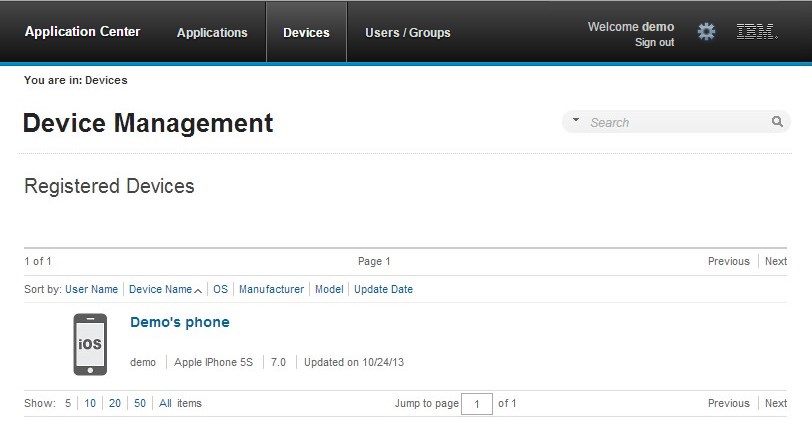 Application Center Applications Devices Users / Groups Welcome demo
Sign out
IBM.
You are in: Devices
Device Management
Search
Registered Devices
1 of 1 Page 1 Previous Next
Sort by: User Name Device Name OS Manufacturer Model Update Date
iOS
Demo's phone
demo Apple IPhone 5S 7.0 Updated on 10/24/13
Show: 5 10 20 50 All items Jump to page 1 of 1 Previous Next